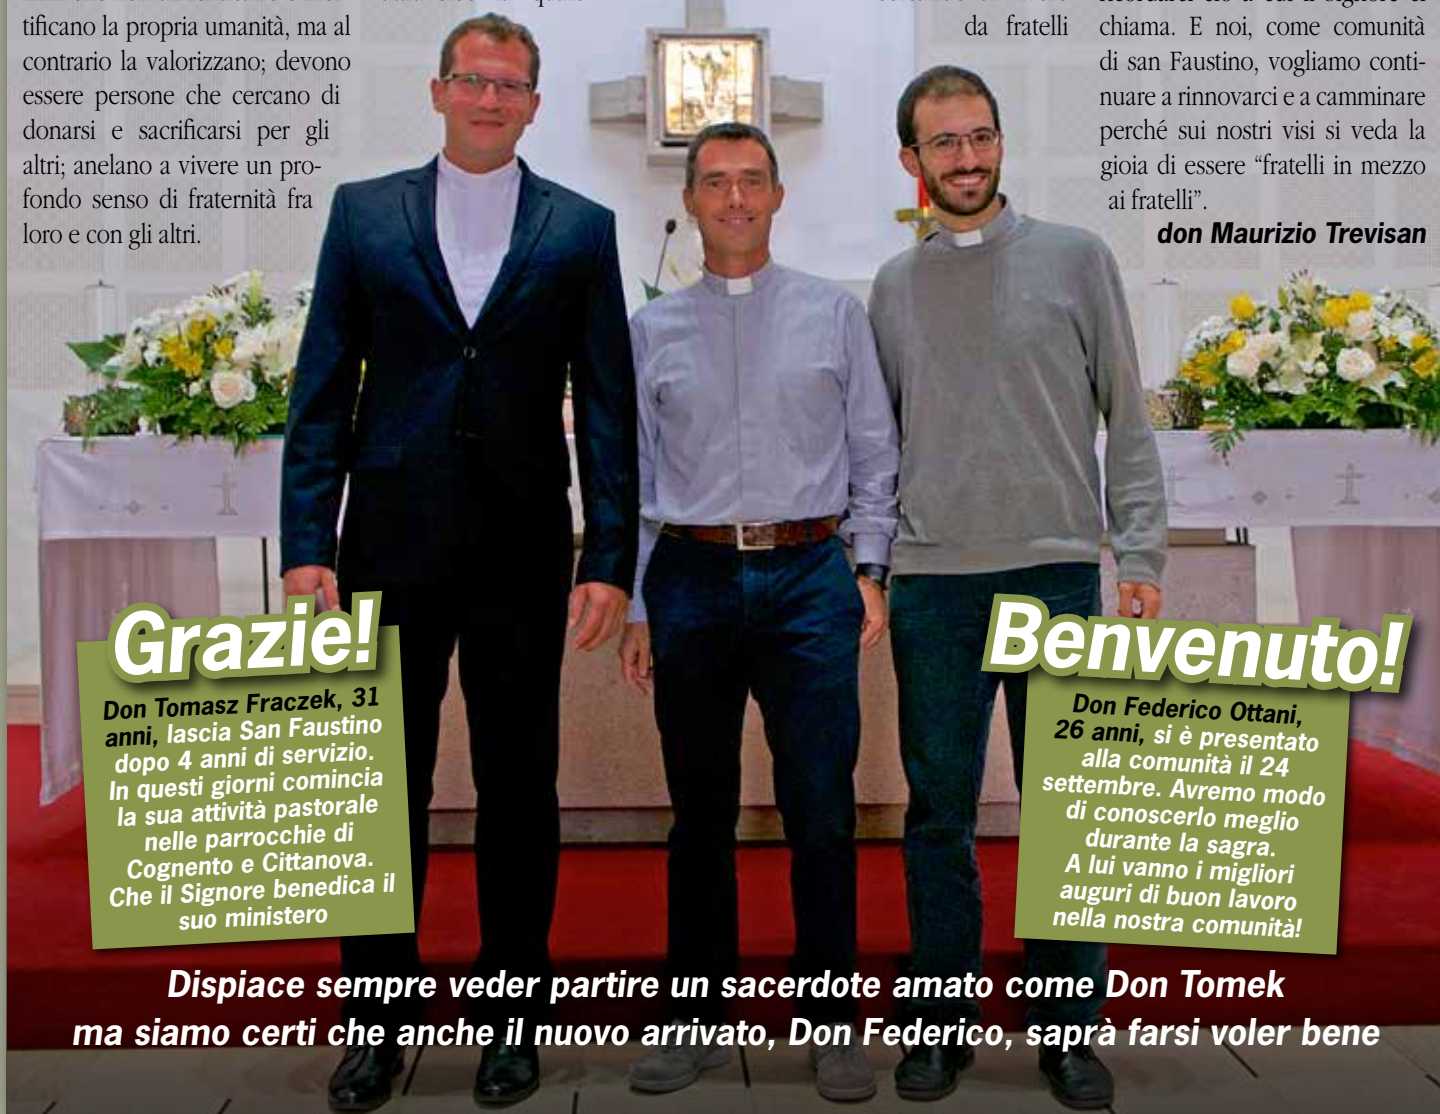 tificano la propria umanità, ma al
contrario la valorizzano; devono
essere persone che cercano di
donarsi e sacrificarsi per gli
altri; anelano a vivere un pro-
fondo senso di fraternità fra
loro e con gli altri.
da fratelli
chiama. E noi, come comunità
di san Faustino, vogliamo conti-
nuare a rinnovarci e a camminare
perché sui nostri visi si veda la
gioia di essere “fratelli in mezzo
ai fratelli”.
don Maurizio Trevisan
Grazie!
Don Tomasz Fraczek, 31
anni, lascia San Faustino
dopo 4 anni di servizio.
In questi giorni comincia
la sua attività pastorale
nelle parrocchie di
Cognento e Cittanova.
Che il Signore benedica il
suo ministero
Benvenuto!
Don Federico Ottani,
26 anni, si è presentato
alla comunità il 24
settembre. Avremo modo
di conoscerlo meglio
durante la sagra.
A lui vanno i migliori
auguri di buon lavoro
nella nostra comunità!
Dispiace sempre veder partire un sacerdote amato come Don Tomek
ma siamo certi che anche il nuovo arrivato, Don Federico, saprà farsi voler bene